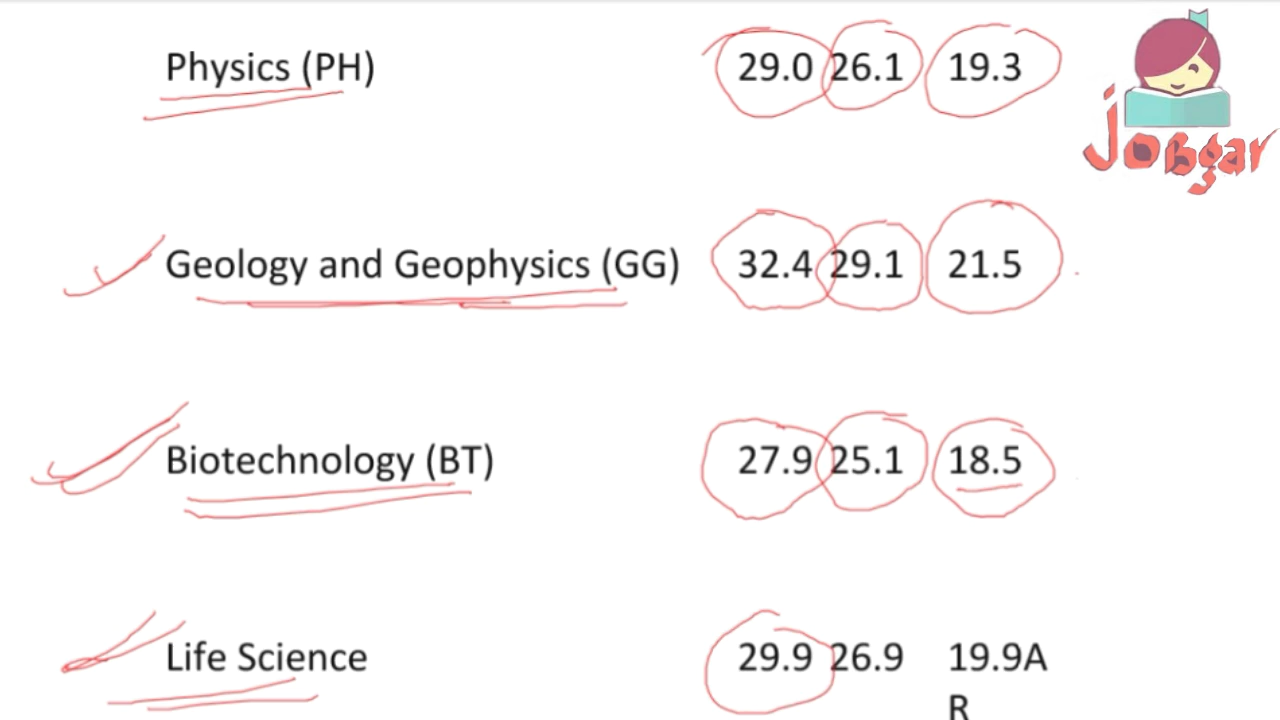 Physics (PH) 29.0 26.1 19.3
Jobgar
Geology and Geophysics (GG) 32.4 29.1 21.5
Biotechnology (BT) 27.9 25.1 18.5
Life Science 29.9 26.9 19.9A
R